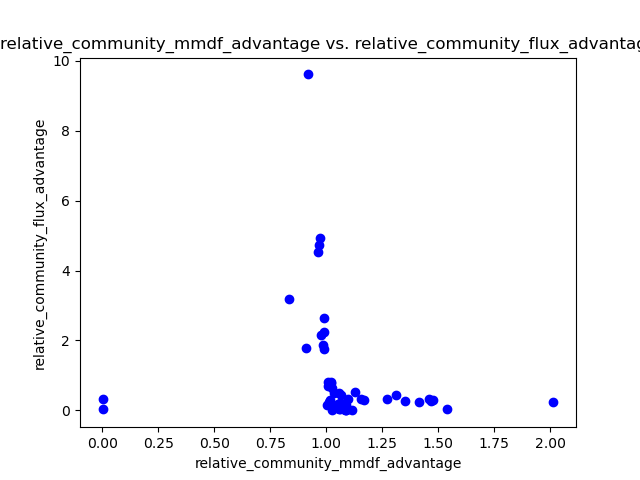 relative_community_mmdf_advantage vs. relative_community_flux_advantag
10
8
6
4
2
0
relative_community_flux_advantage
0.00 0.25 0.50 0.75 1.00 1.25 1.50 1.75 2.00
relative_community_mmdf_advantage